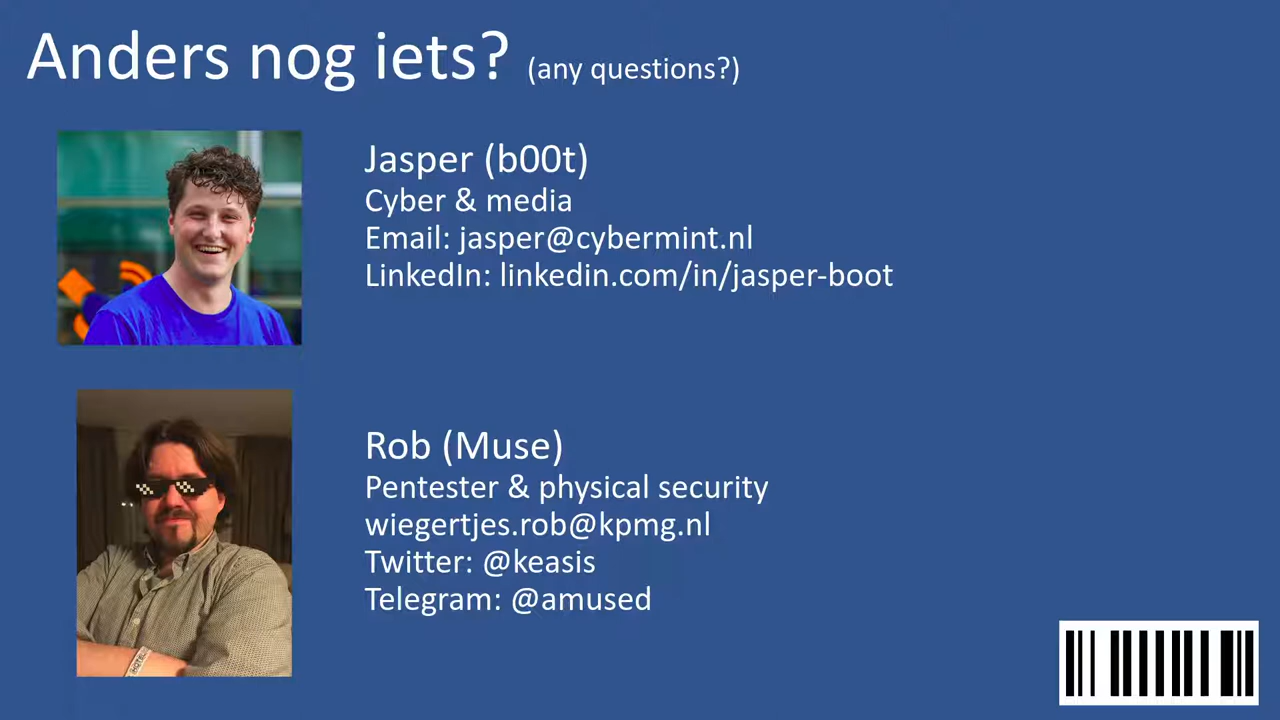 Anders nog iets? (any questions?)
Jasper (b00t)
Cyber & media
Email: jasper@cybermint.nl
LinkedIn: linkedin.com/in/jasper-boot
Rob (Muse)
Pentester & physical security
wiegertjes.rob@kpmg.nl
Twitter: @keasis
Telegram: @amused